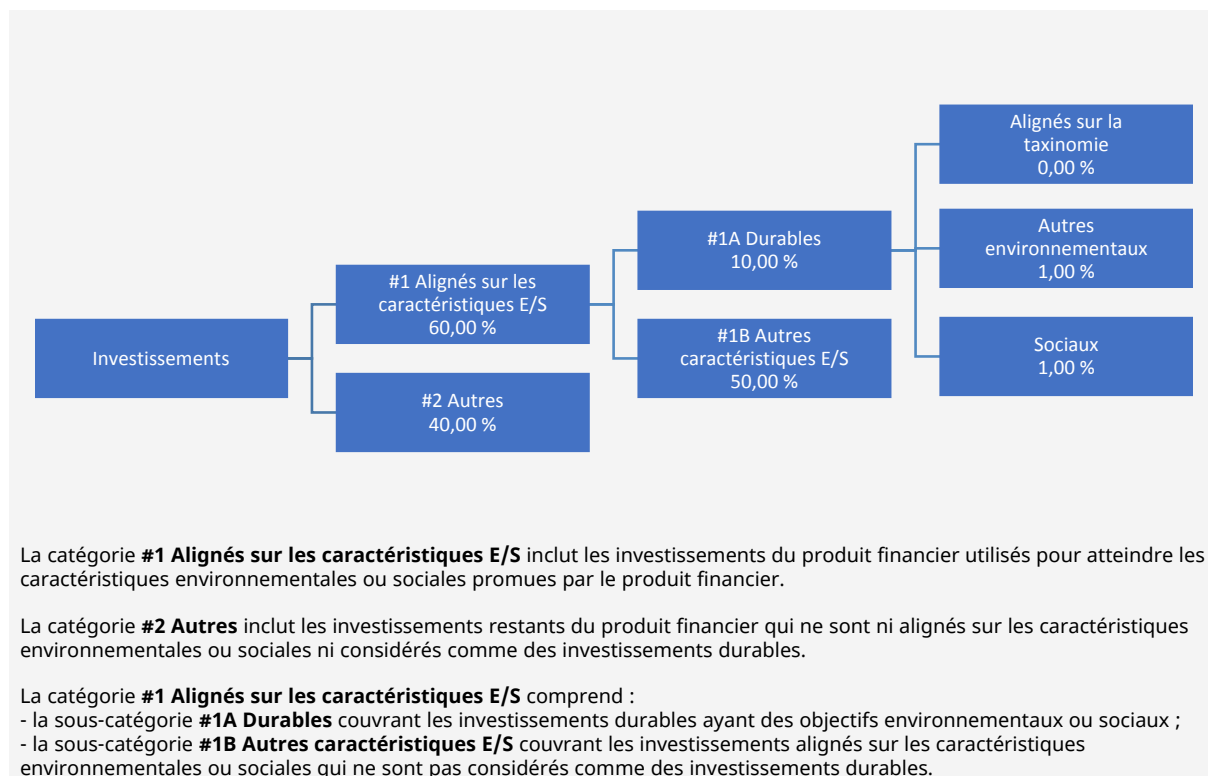 Investissements
#1 Alignés sur les
caractéristiques E/S
60,00 %
#2 Autres
40,00 %
#1A Durables
10,00 %
#1B Autres
caractéristiques E/S
50,00 %
Alignés sur la
taxinomie
0,00 %
Autres
environnementaux
1,00 %
Sociaux
1,00 %
La catégorie #1 Alignés sur les caractéristiques E/S inclut les investissements du produit financier utilisés pour atteindre les
caractéristiques environnementales ou sociales promues par le produit financier.
La catégorie #2 Autres inclut les investissements restants du produit financier qui ne sont ni alignés sur les caractéristiques
environnementales ou sociales ni considérés comme des investissements durables.
La catégorie #1 Alignés sur les caractéristiques E/S comprend :
- la sous-catégorie #1A Durables couvrant les investissements durables ayant des objectifs environnementaux ou sociaux ;
- la sous-catégorie #1B Autres caractéristiques E/S couvrant les investissements alignés sur les caractéristiques
environnementales ou sociales qui ne sont pas considérés comme des investissements durables.